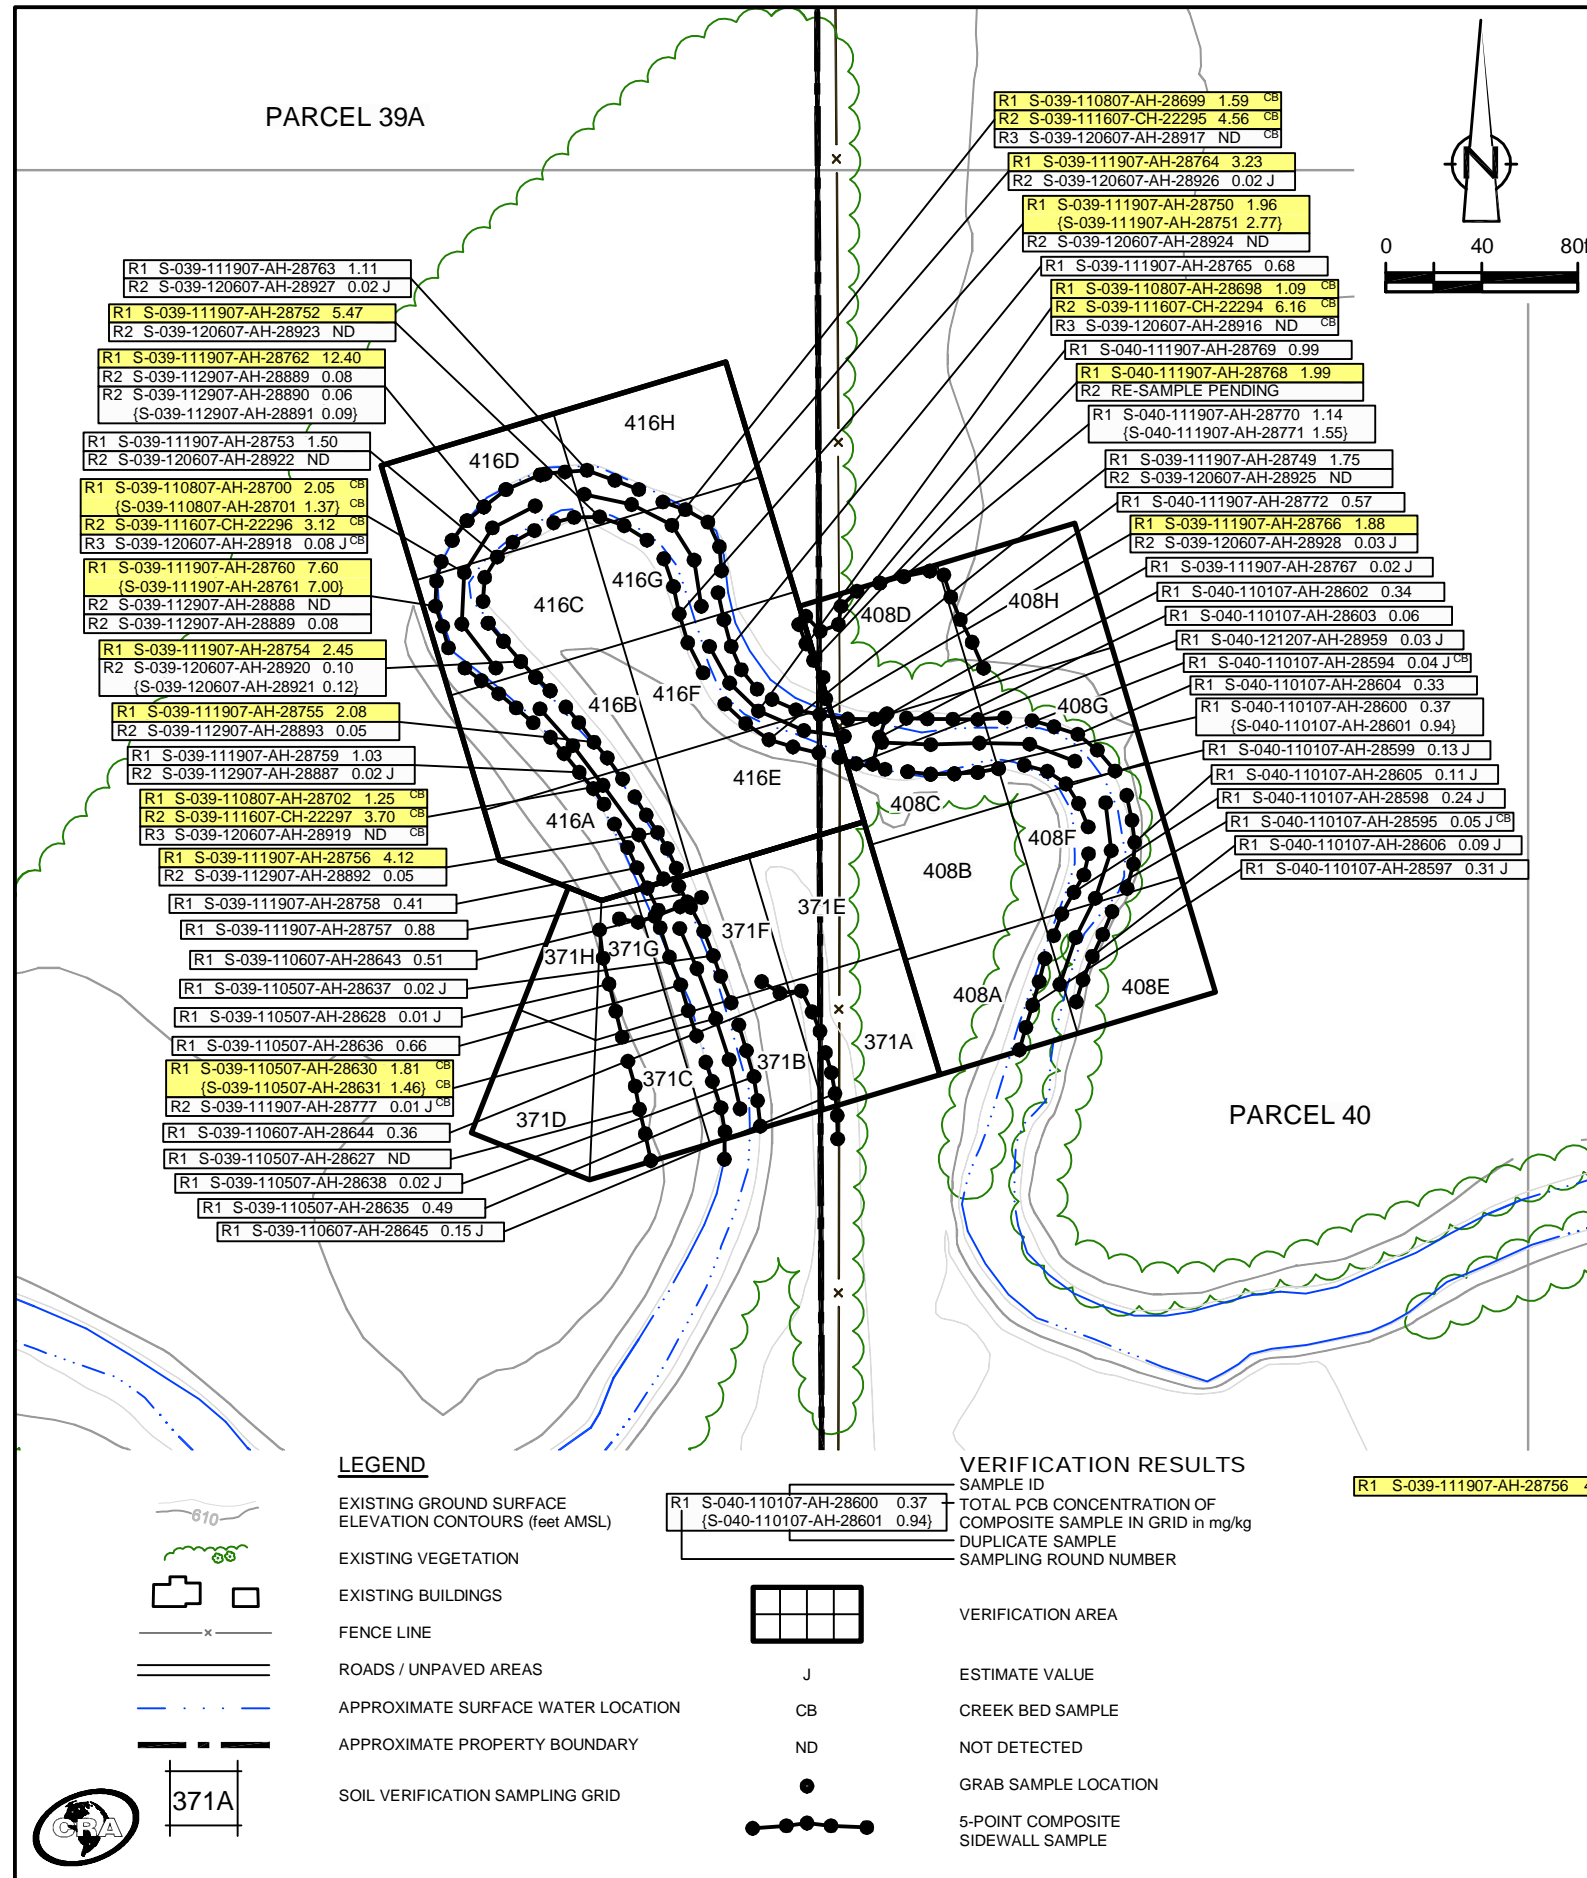 PARCEL 39A
R1 S-039-110807-AH-28699 1.59 CB
R2 S-039-111607-CH-22295 4.56 CB
R3 S-039-120607-AH-28917 ND CB
R1 S-039-111907-AH-28764 3.23
R2 S-039-120607-AH-28926 0.02 J
R1 S-039-111907-AH-28750 1.96
{S-039-111907-AH-28751 2.77}
R2 S-039-120607-AH-28924 ND
R1 S-039-111907-AH-28765 0.68
R1 S-039-110807-AH-28698 1.09 CB
R2 S-039-111607-CH-22294 6.16 CB
R3 S-039-120607-AH-28916 ND CB
R1 S-040-111907-AH-28769 0.99
R1 S-040-111907-AH-28768 1.99
R2 RE-SAMPLE PENDING
R1 S-040-111907-AH-28770 1.14
{S-040-111907-AH-28771 1.55}
R1 S-039-111907-AH-28749 1.75
R2 S-039-120607-AH-28925 ND
R1 S-040-111907-AH-28772 0.57
R1 S-039-111907-AH-28766 1.88
R2 S-039-120607-AH-28928 0.03 J
R1 S-039-111907-AH-28767 0.02 J
R1 S-040-110107-AH-28602 0.34
R1 S-040-110107-AH-28603 0.06
R1 S-040-121207-AH-28959 0.03 J
R1 S-040-110107-AH-28594 0.04 J CB
R1 S-040-110107-AH-28604 0.33
R1 S-040-110107-AH-28600 0.37
{S-040-110107-AH-28601 0.94}
R1 S-040-110107-AH-28599 0.13 J
R1 S-040-110107-AH-28605 0.11 J
R1 S-040-110107-AH-28598 0.24 J
R1 S-040-110107-AH-28595 0.05 J CB
R1 S-040-110107-AH-28606 0.09 J
R1 S-040-110107-AH-28597 0.31 J
N
0 40 80f
R1 S-039-111907-AH-28763 1.11
R2 S-039-120607-AH-28927 0.02 J
R1 S-039-111907-AH-28752 5.47
R2 S-039-120607-AH-28923 ND
R1 S-039-111907-AH-28762 12.40
R2 S-039-112907-AH-28889 0.08
R2 S-039-112907-AH-28890 0.06
{S-039-112907-AH-28891 0.09}
R1 S-039-111907-AH-28753 1.50
R2 S-039-120607-AH-28922 ND
R1 S-039-110807-AH-28700 2.05 CB
{S-039-110807-AH-28701 1.37} CB
R2 S-039-111607-CH-22296 3.12 CB
R3 S-039-120607-AH-28918 0.08 J CB
R1 S-039-111907-AH-28760 7.60
{S-039-111907-AH-28761 7.00}
R2 S-039-112907-AH-28888 ND
R2 S-039-112907-AH-28889 0.08
R1 S-039-111907-AH-28754 2.45
R2 S-039-120607-AH-28920 0.10
{S-039-120607-AH-28921 0.12}
R1 S-039-111907-AH-28755 2.08
R2 S-039-112907-AH-28893 0.05
R1 S-039-111907-AH-28759 1.03
R2 S-039-112907-AH-28887 0.02 J
R1 S-039-110807-AH-28702 1.25 CB
R2 S-039-111607-CH-22297 3.70 CB
R3 S-039-120607-AH-28919 ND CB
R1 S-039-111907-AH-28756 4.12
R2 S-039-112907-AH-28892 0.05
R1 S-039-111907-AH-28758 0.41
R1 S-039-111907-AH-28757 0.88
R1 S-039-110607-AH-28643 0.51
R1 S-039-110507-AH-28637 0.02 J
R1 S-039-110507-AH-28628 0.01 J
R1 S-039-110507-AH-28636 0.66
R1 S-039-110507-AH-28630 1.81 CB
{S-039-110507-AH-28631 1.46} CB
R2 S-039-111907-AH-28777 0.01 J CB
R1 S-039-110607-AH-28644 0.36
R1 S-039-110507-AH-28627 ND
R1 S-039-110507-AH-28638 0.02 J
R1 S-039-110507-AH-28635 0.49
R1 S-039-110607-AH-28645 0.15 J
416H
416D
416G
416C
416F
416B
416E
416A
408D
408H
408G
408C
408F
408B
408A
408E
371E
371F
371G
371H
371A
371B
371C
371D
PARCEL 40
LEGEND
610
EXISTING GROUND SURFACE
ELEVATION CONTOURS (feet AMSL)
EXISTING VEGETATION
EXISTING BUILDINGS
FENCE LINE
ROADS / UNPAVED AREAS
APPROXIMATE SURFACE WATER LOCATION
APPROXIMATE PROPERTY BOUNDARY
371A
SOIL VERIFICATION SAMPLING GRID
CRA
VERIFICATION RESULTS
R1 S-040-110107-AH-28600 0.37
{S-040-110107-AH-28601 0.94}
SAMPLE ID
TOTAL PCB CONCENTRATION OF
COMPOSITE SAMPLE IN GRID in mg/kg
DUPLICATE SAMPLE
SAMPLING ROUND NUMBER
R1 S-039-111907-AH-28756
VERIFICATION AREA
J ESTIMATE VALUE
CB CREEK BED SAMPLE
ND NOT DETECTED
GRAB SAMPLE LOCATION
5-POINT COMPOSITE
SIDEWALL SAMPLE